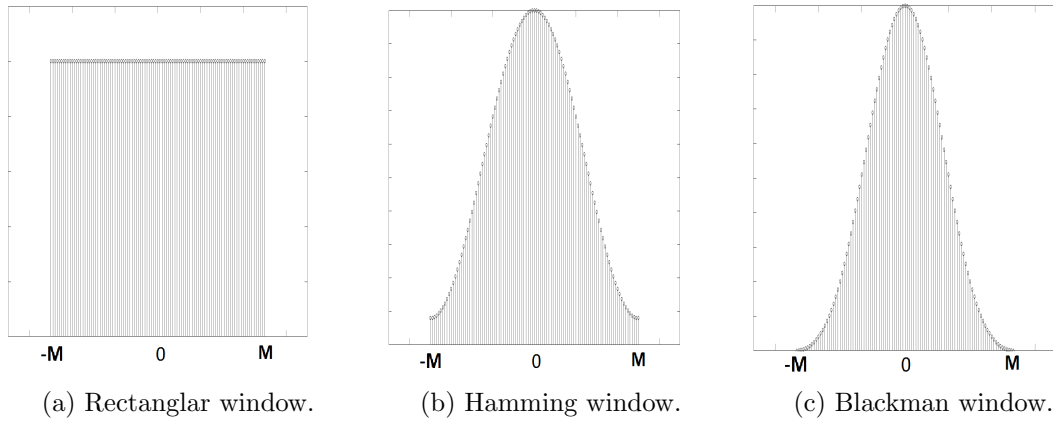 -M 0 M
-M 0 M
-M 0 M
(a) Rectanglar window.
(b) Hamming window.
(c) Blackman window.